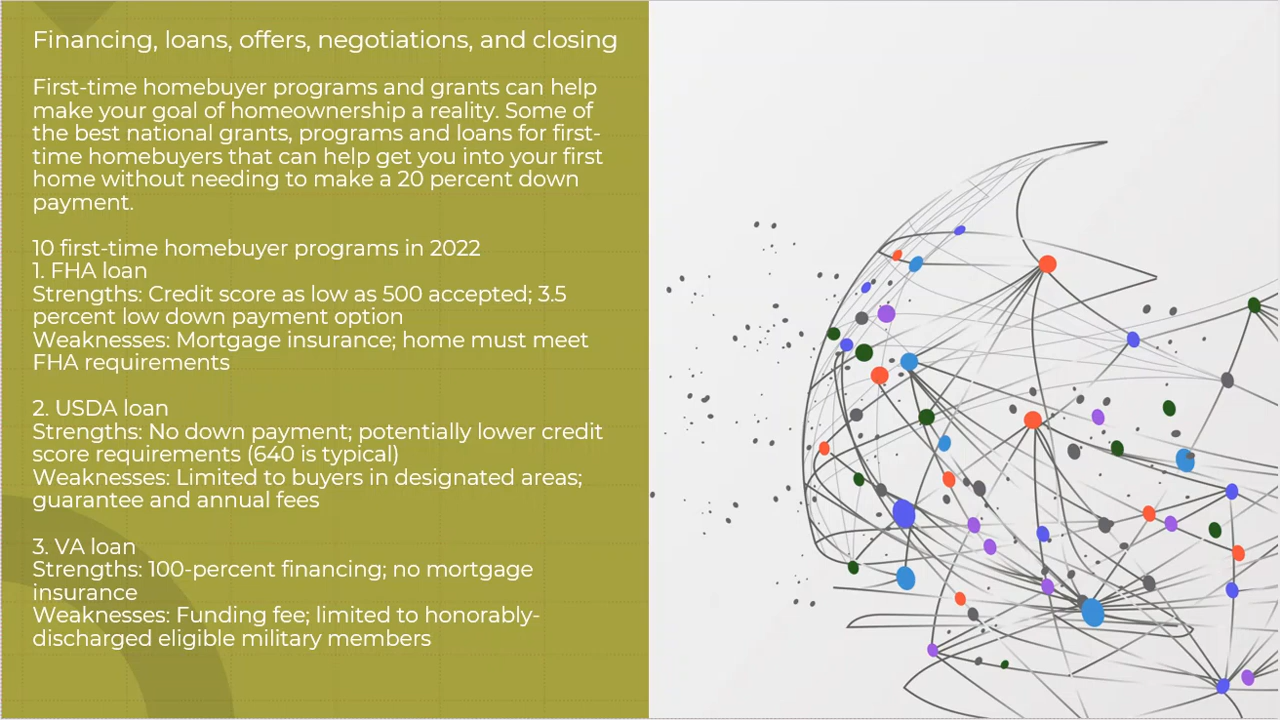 Financing, loans, offers, negotiations, and closing
First-time homebuyer programs and grants can help
make your goal of homeownership a reality. Some of
the best national grants, programs and loans for first-
time homebuyers that can help get you into your first
home without needing to make a 20 percent down
payment.
10 first-time homebuyer programs in 2022
1. FHA loan
Strengths: Credit score as low as 500 accepted; 3.5
percent low down payment option
Weaknesses: Mortgage insurance; home must meet
FHA requirements
2. USDA loan
Strengths: No down payment; potentially lower credit
score requirements (640 is typical)
Weaknesses: Limited to buyers in designated areas;
guarantee and annual fees
3. VA loan
Strengths: 100-percent financing; no mortgage
insurance
Weaknesses: Funding fee; limited to honorably-
discharged eligible military members